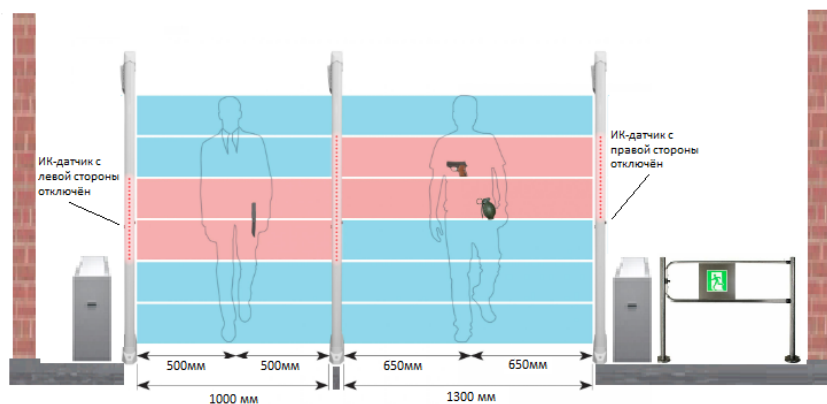 ИК-датчик с
левой стороны
отключён
ИК-датчик с
правой стороны
отключён
500мм
500мм
650мм
650мм
1000 мм
1300 мм